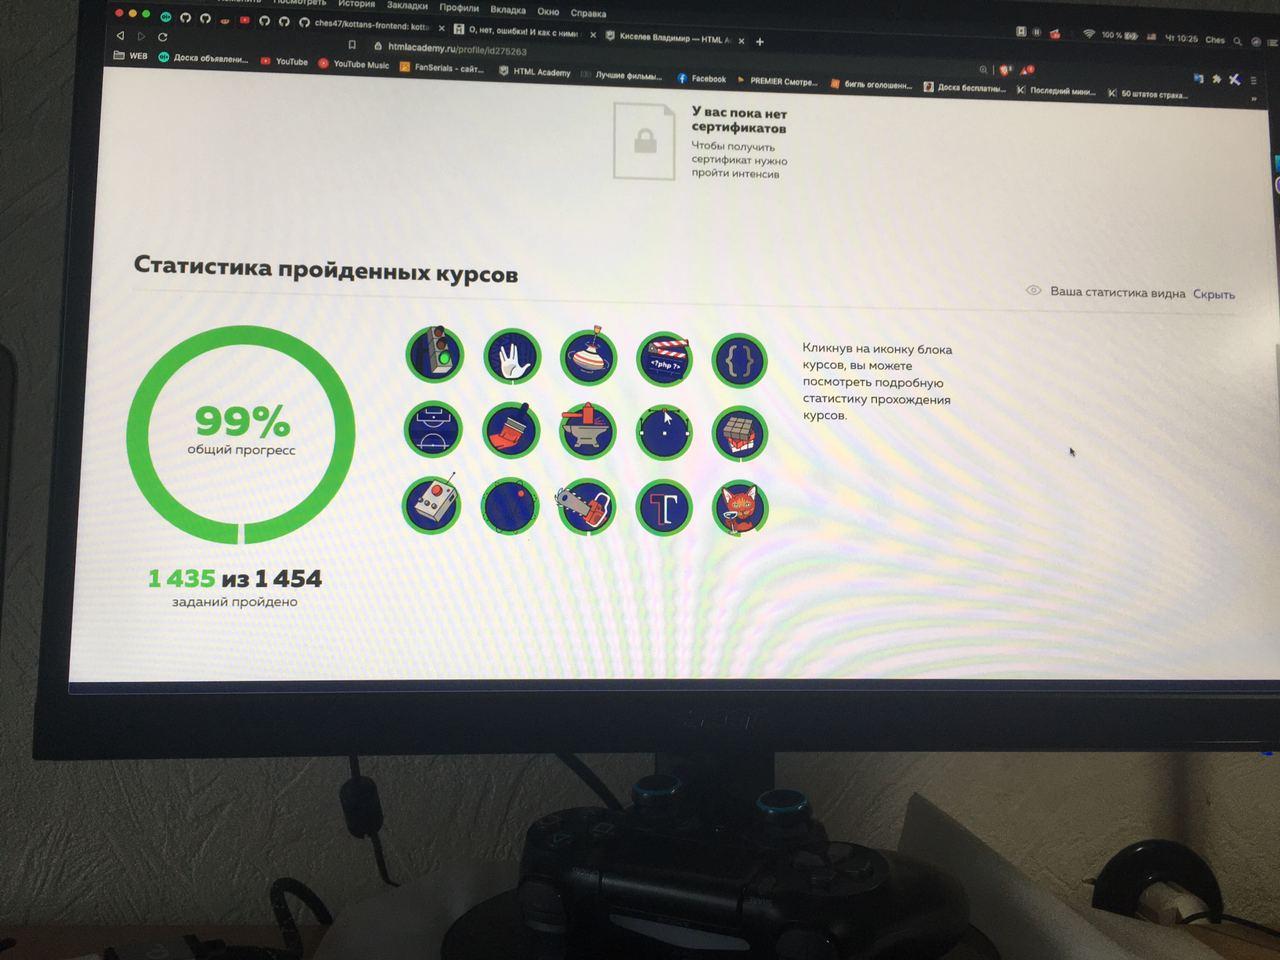 Посмотреть История Закладки Профили Вкладка Окно Справка
100 % Чт 10:25 Ches
ches47/kottans-frontend: kotta
О, нет, ошибки! И как с ними
Киселев Владимир — HTML A
htmlacademy.ru/profile/id275263
WEB
Доска объявлени...
YouTube
YouTube Music
FanSerials - сайт...
HTML Academy
Лучшие фильмы...
Facebook
PREMIER Смотре...
бигль оголошенн...
Доска бесплатны...
Последний мини...
50 штатов страха...
У вас пока нет
сертификатов
Чтобы получить
сертификат нужно
пройти интенсив
Статистика пройденных курсов
Ваша статистика видна Скрыть
99%
общий прогресс
1 435 из 1 454
заданий пройдено
<?php ?>
{}
T
Кликнув на иконку блока
курсов, вы можете
посмотреть подробную
статистику прохождения
курсов.
acer